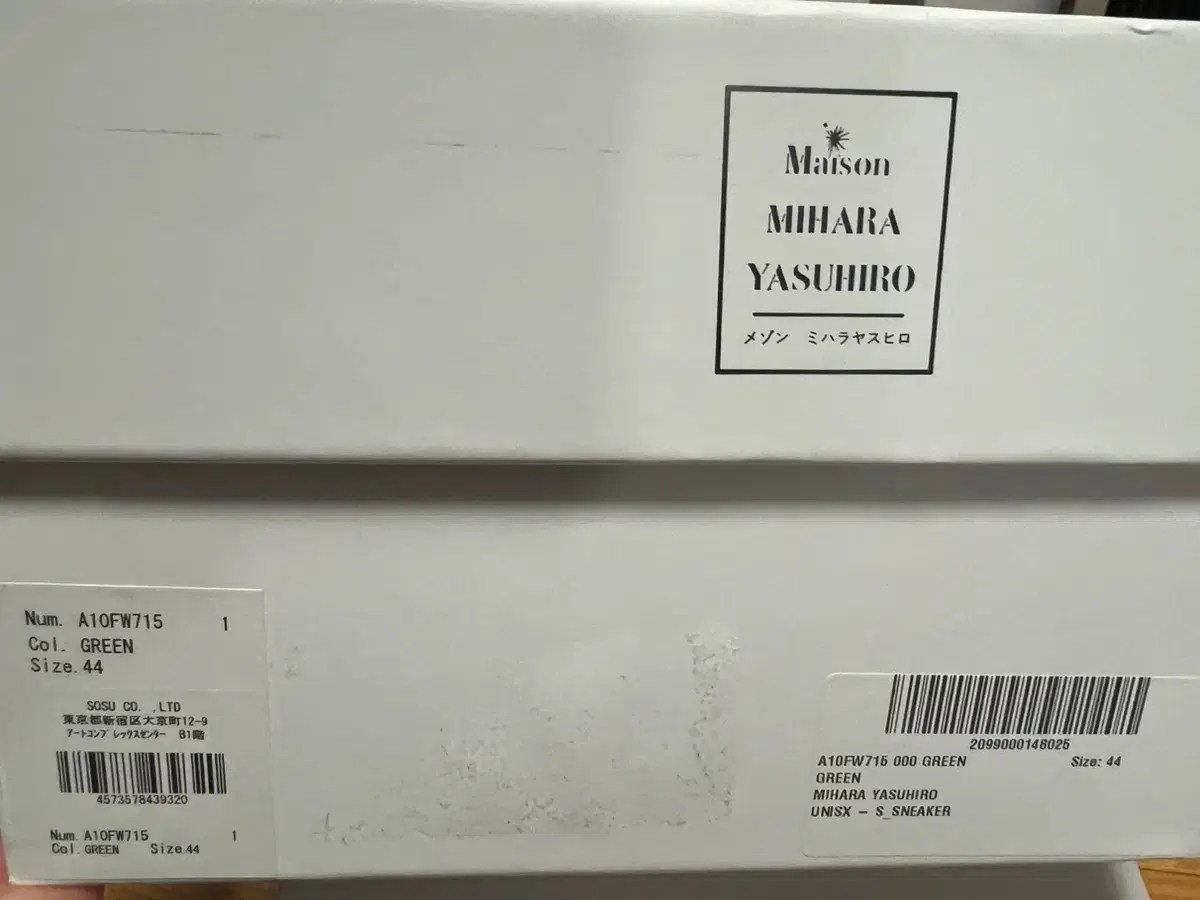 Maison
MIHARA
YASUHIRO
メゾン ミハラヤスヒロ
Num. A10FW715 1
Col. GREEN
Size. 44
SOSU CO. ,LTD
東京都新宿区大京町12-9
ｱｰﾄｺﾝﾌﾟﾚｯｸｽｾﾝﾀｰ B1階
4573578439320
Num. A10FW715 1
Col. GREEN Size 44
2099000148025
A10FW715 000 GREEN Size: 44
GREEN
MIHARA YASUHIRO
UNISX – S_SNEAKER